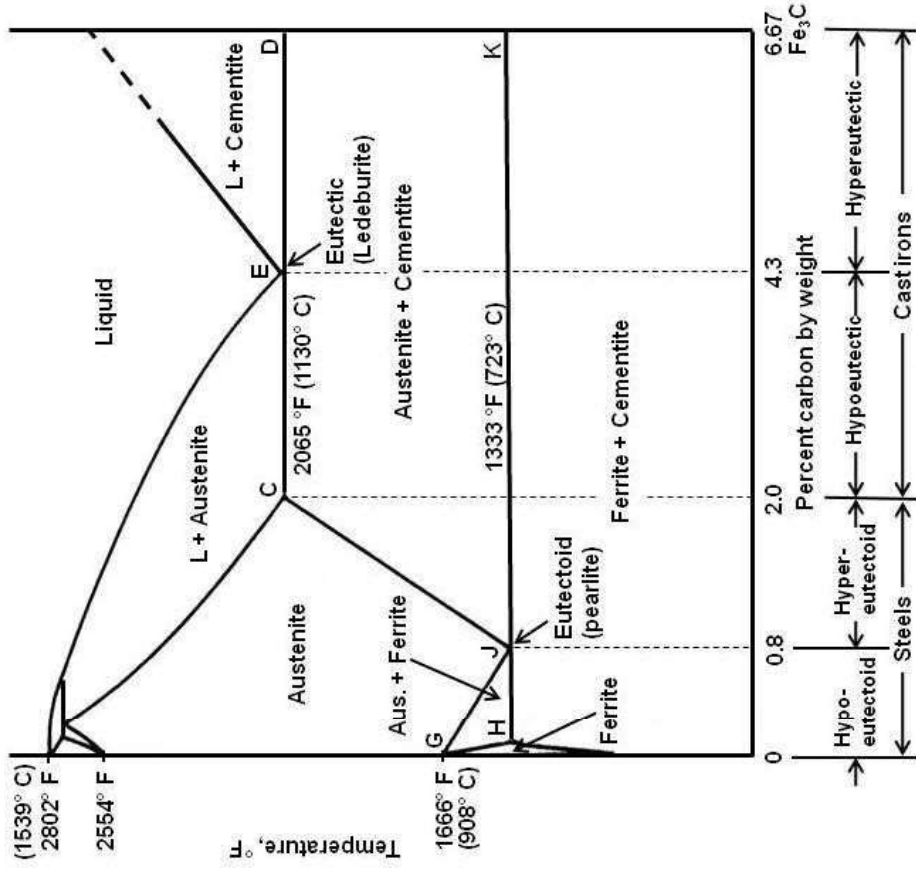 (1539° C)
2802° F
2554° F
Temperature, °F
1666° F
(908° C)
Liquid
L + Austenite
L + Cementite
E
D
C
Eutectic
(Ledeburite)
2065 °F (1130° C)
Austenite
Austenite + Cementite
Aus. + Ferrite
G
J
H
K
1333 °F (723° C)
Eutectoid
(pearlite)
Ferrite
Ferrite + Cementite
0
0.8
2.0
4.3
6.67
Fe₃C
Percent carbon by weight
Hypo-
eutectoid
Hyper-
eutectoid
Hypoeutectic
Hypereutectic
Steels
Cast irons